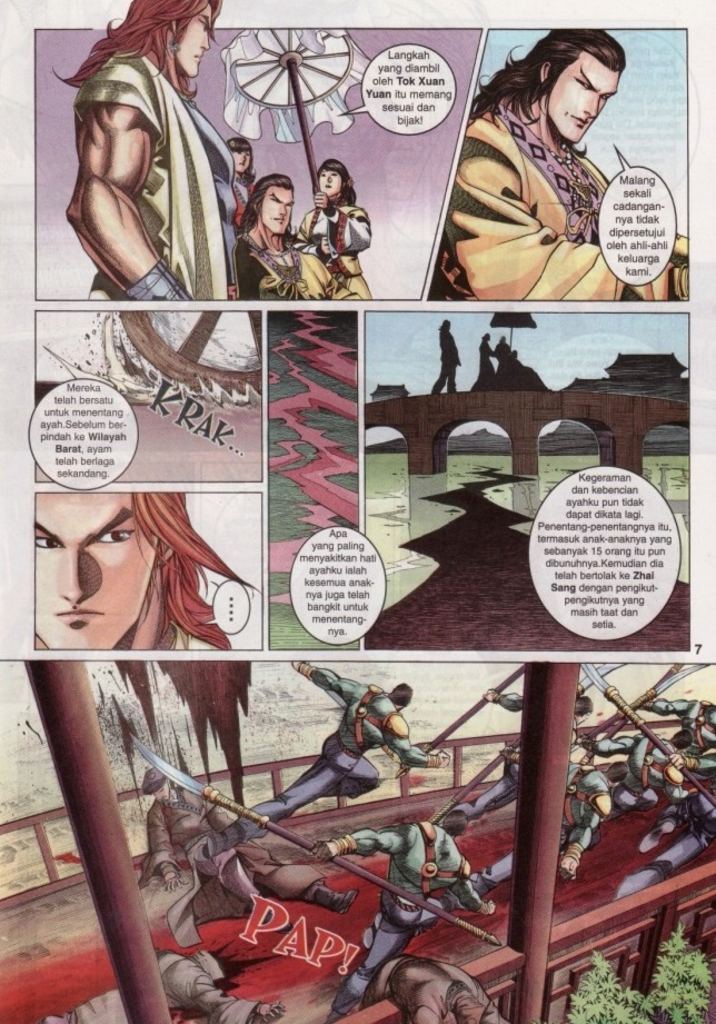 Langkah
yang diambil
oleh Tok Xuan
Yuan itu memang
sesuai dan
bijak!
Malang
sekali
cadangan-
nya tidak
dipersetujui
oleh ahli-ahli
keluarga
kami.
Mereka
telah bersatu
untuk menentang
ayah.Sebelum ber-
pindah ke Wilayah
Barat, ayam
telah berlaga
sekandang.
KRAK...
Apa
yang paling
menyakitkan hati
ayahku ialah
kesemua anak-
nya juga telah
bangkit untuk
menentang-
nya.
Kegeraman
dan kebencian
ayahku pun tidak
dapat dikata lagi.
Penentang-penentangnya itu,
termasuk anak-anaknya yang
sebanyak 15 orang itu pun
dibunuhnya.Kemudian dia
telah bertolak ke Zhai
Sang dengan pengikut-
pengikutnya yang
masih taat dan
setia.
....
7
PAP!